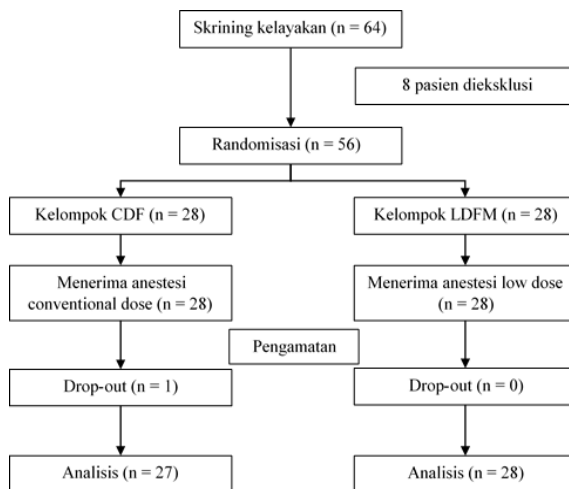 Skrining kelayakan (n = 64)
8 pasien dieksklusi
Randomisasi (n = 56)
Kelompok CDF (n = 28)
Kelompok LDFM (n = 28)
Menerima anestesi
conventional dose (n = 28)
Menerima anestesi low dose
(n = 28)
Pengamatan
Drop-out (n = 1)
Drop-out (n = 0)
Analisis (n = 27)
Analisis (n = 28)